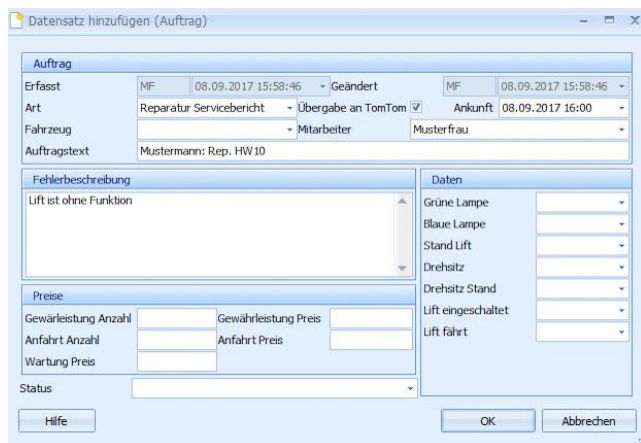 Datensatz hinzufügen (Auftrag)
Auftrag
Erfasst MF 08.09.2017 15:58:46 Geändert MF 08.09.2017 15:58:46
Art Reparatur Servicebericht Übergabe an TomTom Ankunft 08.09.2017 16:00
Fahrzeug Mitarbeiter Musterfrau
Auftragstext Mustermann: Rep. HW10
Fehlerbeschreibung
Lift ist ohne Funktion
Daten
Grüne Lampe
Blaue Lampe
Stand Lift
Drehsitz
Drehsitz Stand
Lift eingeschaltet
Lift fährt
Preise
Gewärleistung Anzahl Gewährleistung Preis
Anfahrt Anzahl Anfahrt Preis
Wartung Preis
Status
Hilfe OK Abbrechen